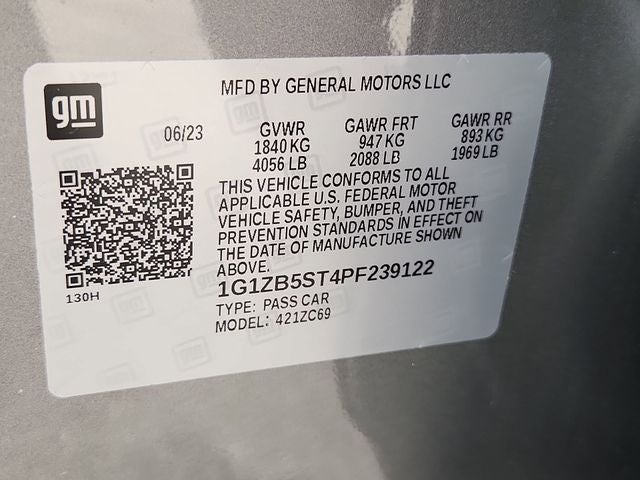 gm
MFD BY GENERAL MOTORS LLC
06/23 GVWR GAWR FRT GAWR RR
1840 KG 947 KG 893 KG
4056 LB 2088 LB 1969 LB
THIS VEHICLE CONFORMS TO ALL
APPLICABLE U.S. FEDERAL MOTOR
VEHICLE SAFETY, BUMPER, AND THEFT
PREVENTION STANDARDS IN EFFECT ON
THE DATE OF MANUFACTURE SHOWN
ABOVE.
130H
1G1ZB5ST4PF239122
TYPE: PASS CAR
MODEL: 421ZC69